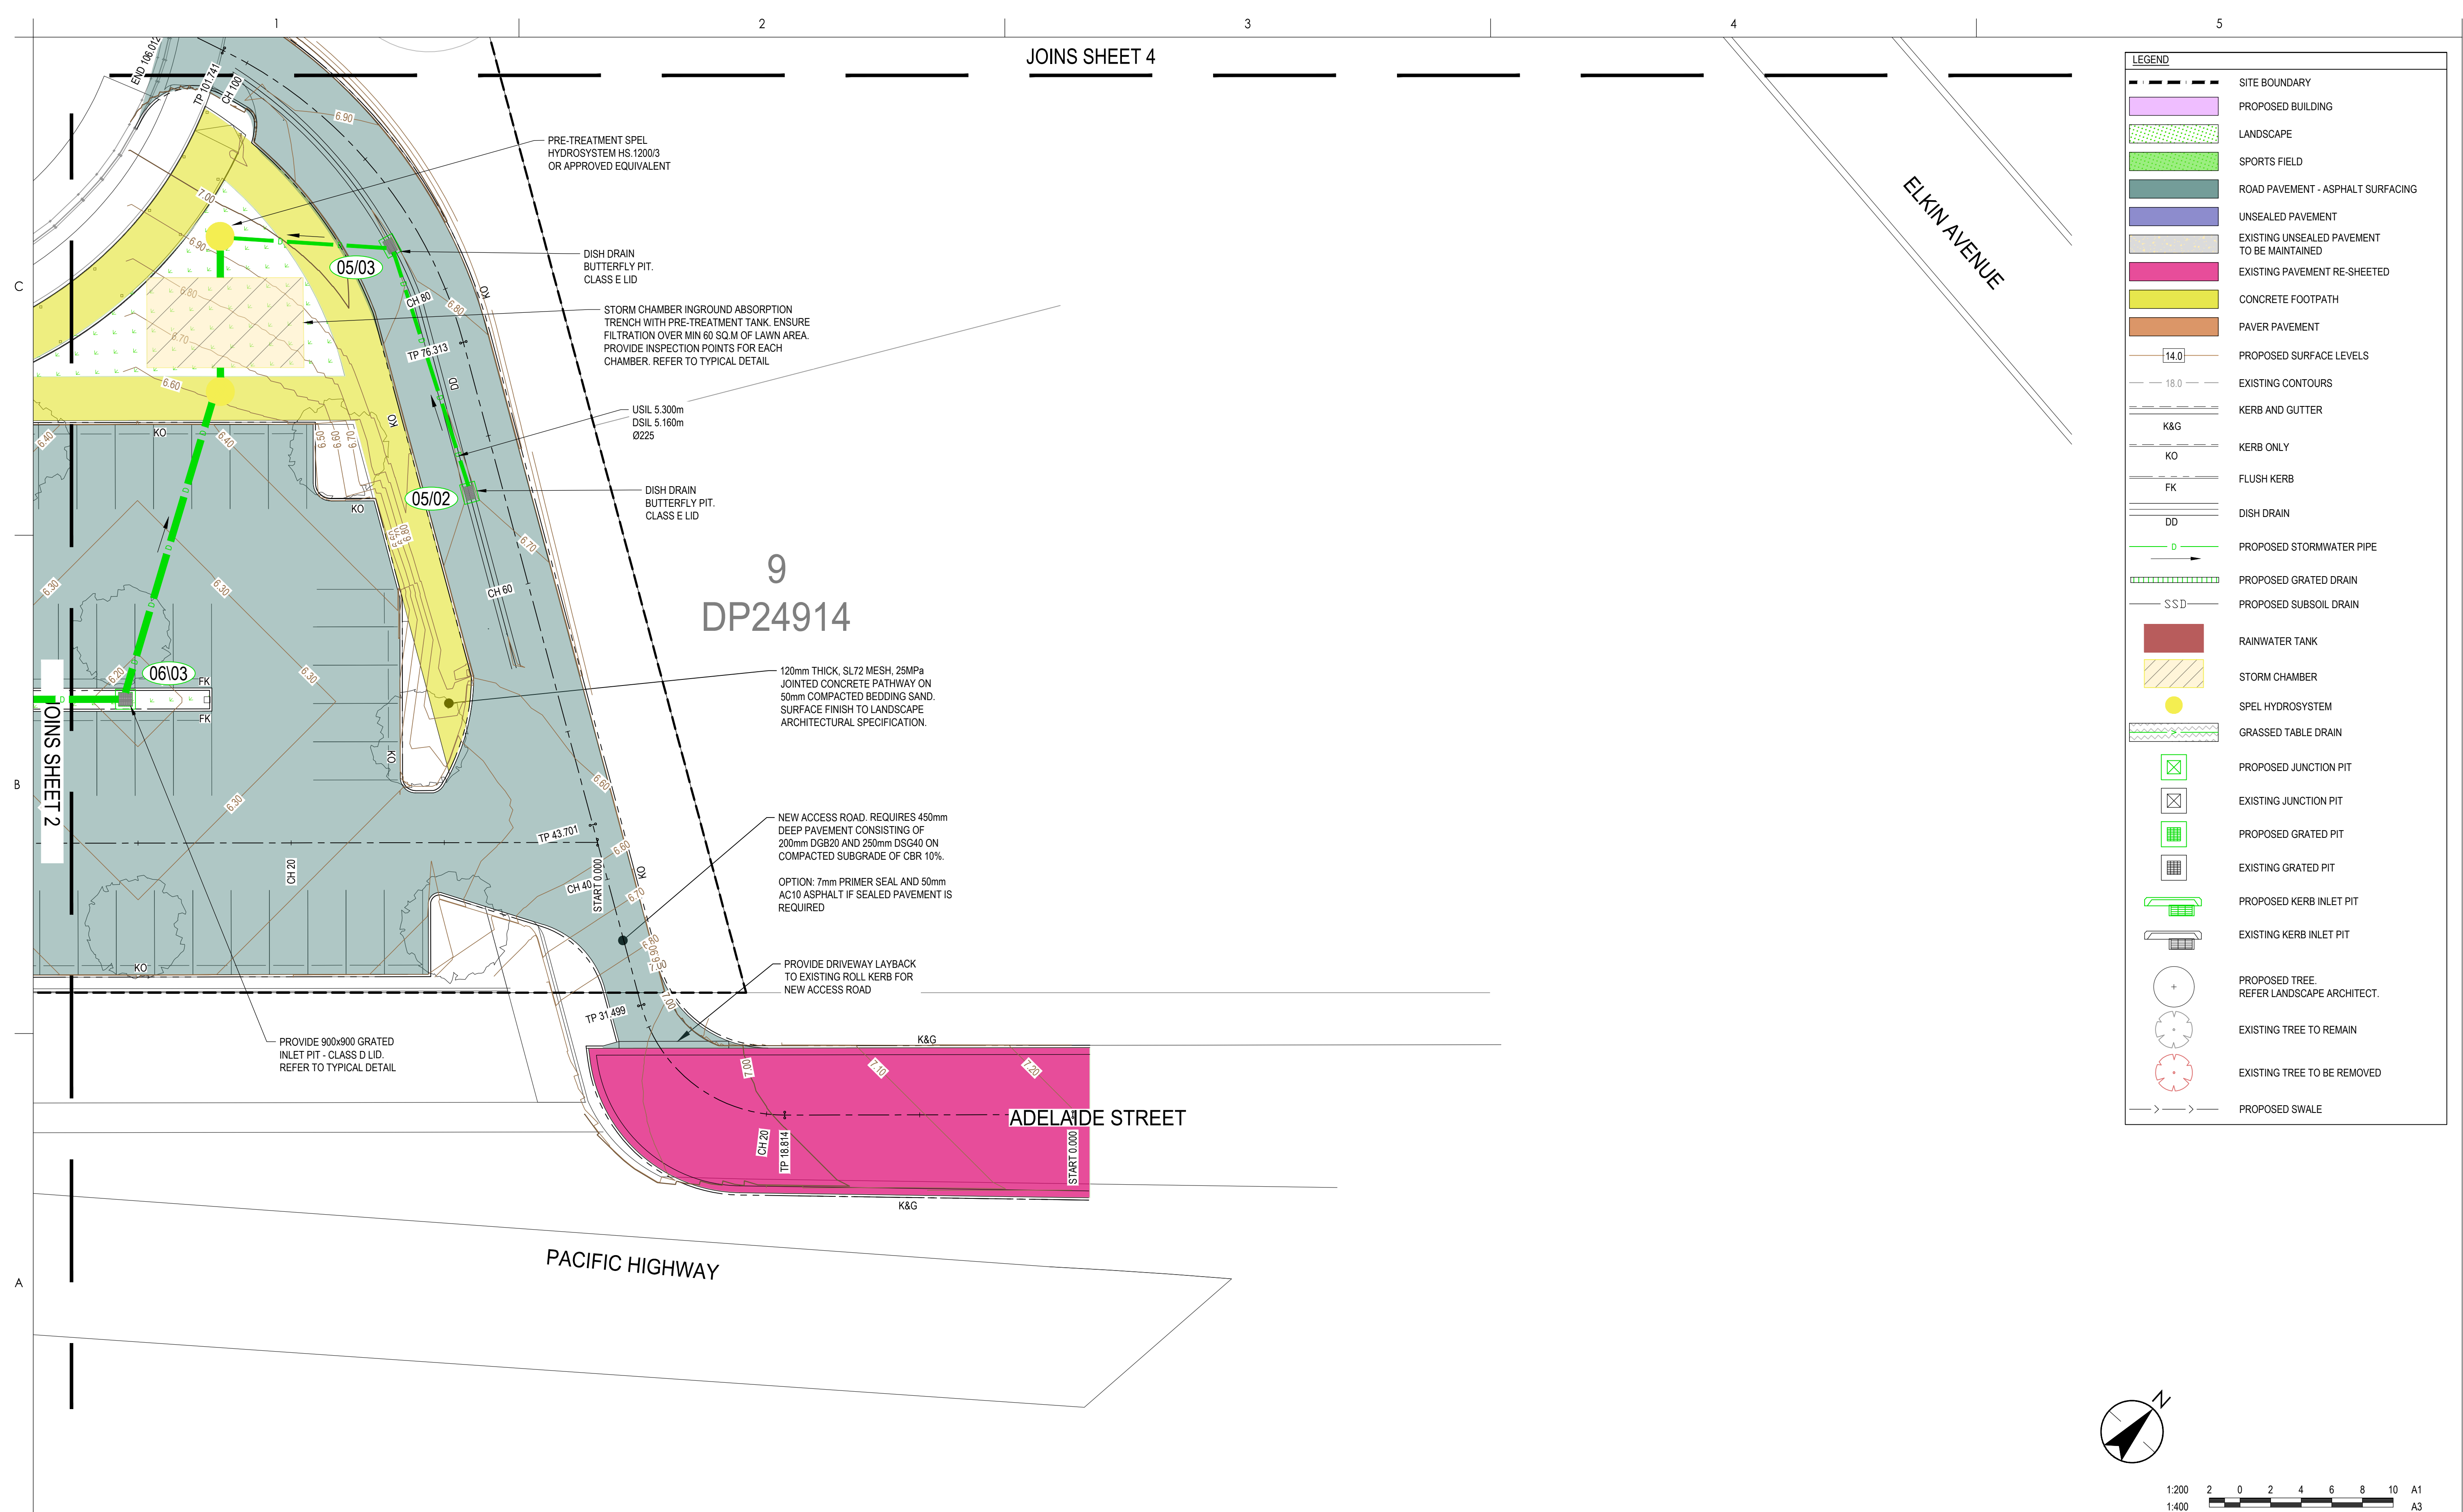 1
2
3
4
5
C
B
A
JOINS SHEET 4
JOINS SHEET 2
END 106.012
TP 101.741
CH 100
6.90
PRE-TREATMENT SPEL
HYDROSYSTEM HS.1200/3
OR APPROVED EQUIVALENT
7.00
6.90
D
05/03
DISH DRAIN
BUTTERFLY PIT.
CLASS E LID
CH 80
KO
6.80
6.80
STORM CHAMBER INGROUND ABSORPTION
TRENCH WITH PRE-TREATMENT TANK. ENSURE
FILTRATION OVER MIN 60 SQ.M OF LAWN AREA.
PROVIDE INSPECTION POINTS FOR EACH
CHAMBER. REFER TO TYPICAL DETAIL
6.70
TP 76.313
D
6.60
DD
D
USIL 5.300m
DSIL 5.160m
Ø225
KO
KO
6.40
6.40
6.50
6.60
6.70
D
05/02
DISH DRAIN
BUTTERFLY PIT.
CLASS E LID
KO
D
6.80
6.70
D
9
DP24914
6.30
6.30
CH 60
D
6.20
06\03
FK
6.30
D
FK
120mm THICK, SL72 MESH, 25MPa
JOINTED CONCRETE PATHWAY ON
50mm COMPACTED BEDDING SAND.
SURFACE FINISH TO LANDSCAPE
ARCHITECTURAL SPECIFICATION.
KO
6.30
6.60
TP 43.701
6.60
NEW ACCESS ROAD. REQUIRES 450mm
DEEP PAVEMENT CONSISTING OF
200mm DGB20 AND 250mm DSG40 ON
COMPACTED SUBGRADE OF CBR 10%.
OPTION: 7mm PRIMER SEAL AND 50mm
AC10 ASPHALT IF SEALED PAVEMENT IS
REQUIRED
CH 20
CH 40
START 0.000
KO
6.70
6.80
6.90
7.00
KO
PROVIDE DRIVEWAY LAYBACK
TO EXISTING ROLL KERB FOR
NEW ACCESS ROAD
7.00
TP 31.499
PROVIDE 900x900 GRATED
INLET PIT - CLASS D LID.
REFER TO TYPICAL DETAIL
K&G
7.00
7.10
7.20
ADELAIDE STREET
CH 20
TP 18.814
START 0.000
K&G
PACIFIC HIGHWAY
ELKIN AVENUE
LEGEND
SITE BOUNDARY
PROPOSED BUILDING
LANDSCAPE
SPORTS FIELD
ROAD PAVEMENT - ASPHALT SURFACING
UNSEALED PAVEMENT
EXISTING UNSEALED PAVEMENT
TO BE MAINTAINED
EXISTING PAVEMENT RE-SHEETED
CONCRETE FOOTPATH
PAVER PAVEMENT
14.0 PROPOSED SURFACE LEVELS
18.0 EXISTING CONTOURS
KERB AND GUTTER
K&G
KERB ONLY
KO
FLUSH KERB
FK
DISH DRAIN
DD
D PROPOSED STORMWATER PIPE
PROPOSED GRATED DRAIN
SSD PROPOSED SUBSOIL DRAIN
RAINWATER TANK
STORM CHAMBER
SPEL HYDROSYSTEM
GRASSED TABLE DRAIN
PROPOSED JUNCTION PIT
EXISTING JUNCTION PIT
PROPOSED GRATED PIT
EXISTING GRATED PIT
PROPOSED KERB INLET PIT
EXISTING KERB INLET PIT
PROPOSED TREE.
REFER LANDSCAPE ARCHITECT.
EXISTING TREE TO REMAIN
EXISTING TREE TO BE REMOVED
PROPOSED SWALE
N
1:200 2 0 2 4 6 8 10 A1
1:400 A3